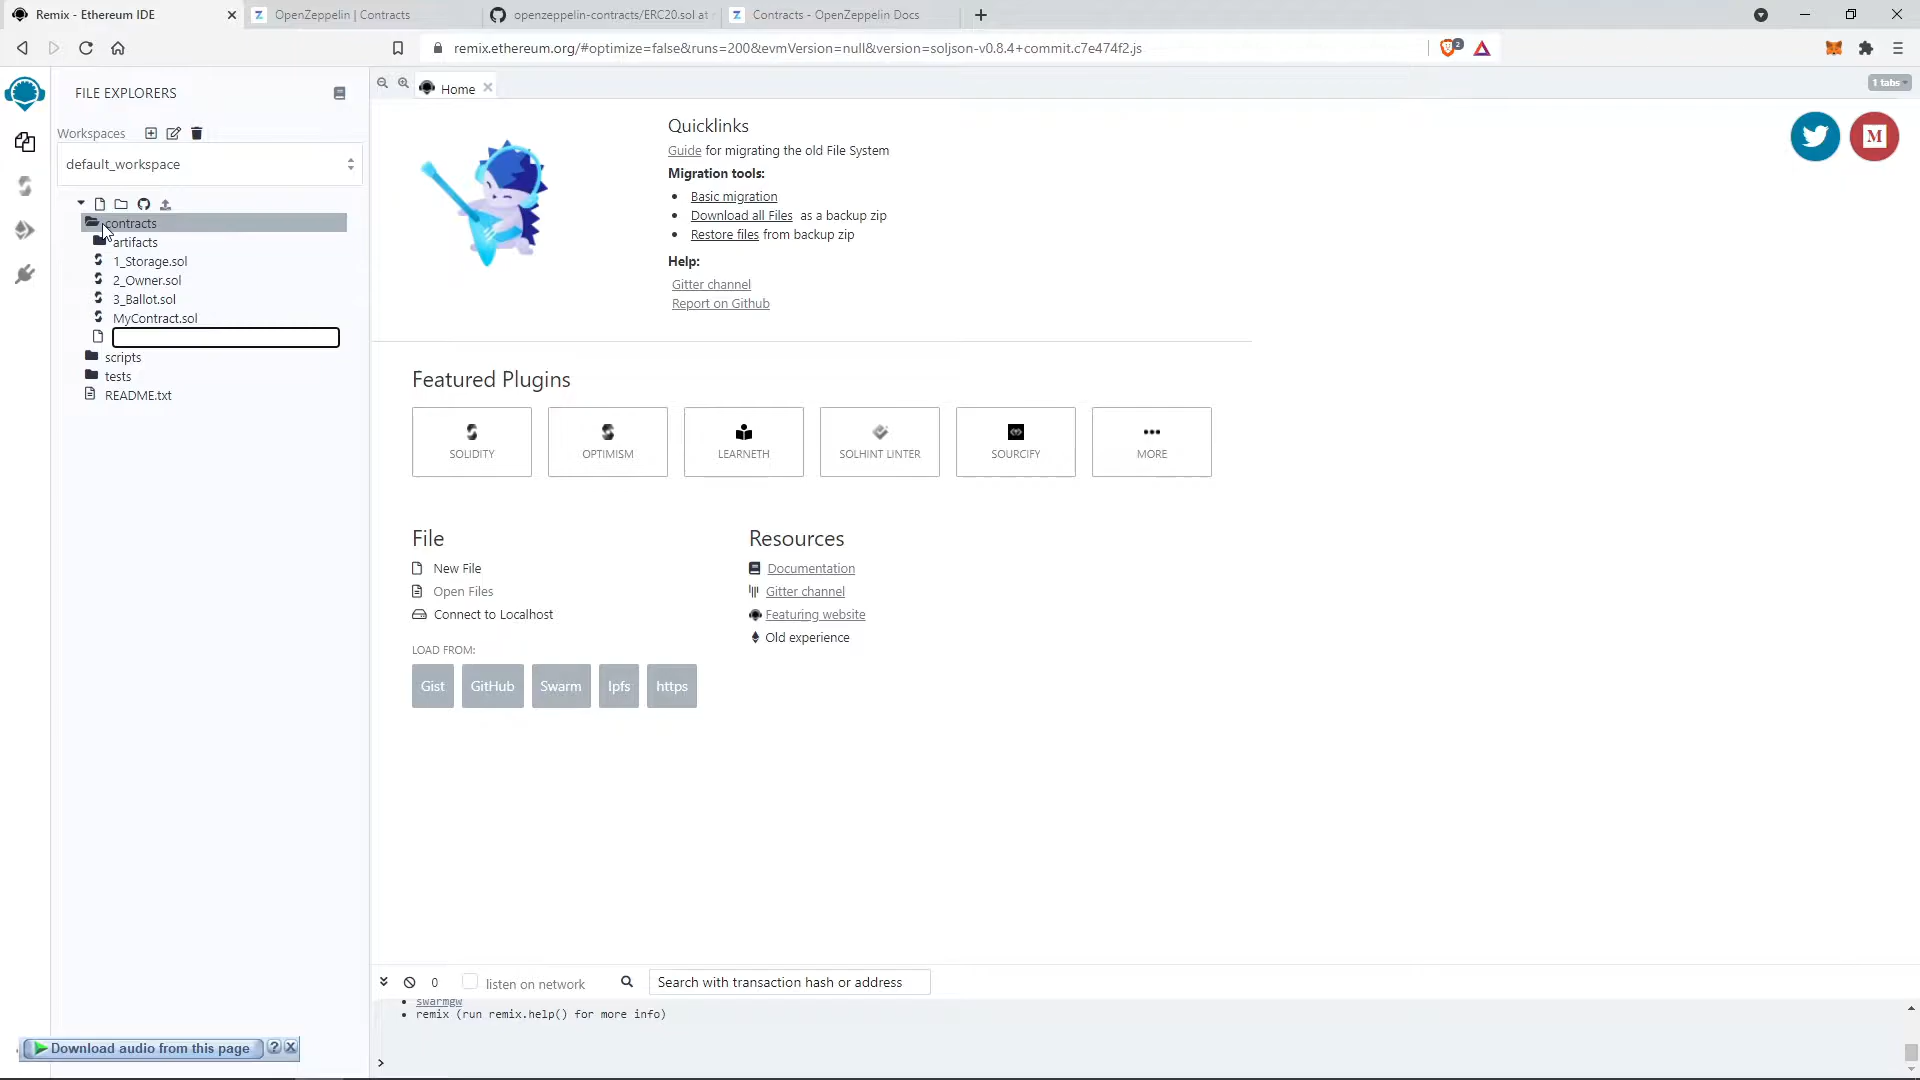 Remix - Ethereum IDE
OpenZeppelin | Contracts
openzeppelin-contracts/ERC20.sol at
Contracts - OpenZeppelin Docs
remix.ethereum.org/#optimize=false&runs=200&evmVersion=null&version=soljson-v0.8.4+commit.c7e474f2.js
2
FILE EXPLORERS
Home
1 tabs
Workspaces
default_workspace
contracts
artifacts
1_Storage.sol
2_Owner.sol
3_Ballot.sol
MyContract.sol
scripts
tests
README.txt
Quicklinks
Guide for migrating the old File System
Migration tools:
• Basic migration
• Download all Files as a backup zip
• Restore files from backup zip
Help:
Gitter channel
Report on Github
M
Featured Plugins
SOLIDITY
OPTIMISM
LEARNETH
SOLHINT LINTER
SOURCIFY
MORE
File
New File
Open Files
Connect to Localhost
LOAD FROM:
Gist
GitHub
Swarm
Ipfs
https
Resources
Documentation
Gitter channel
Featuring website
Old experience
0
listen on network
Search with transaction hash or address
• swarmgw
• remix (run remix.help() for more info)
>
Download audio from this page
?
X